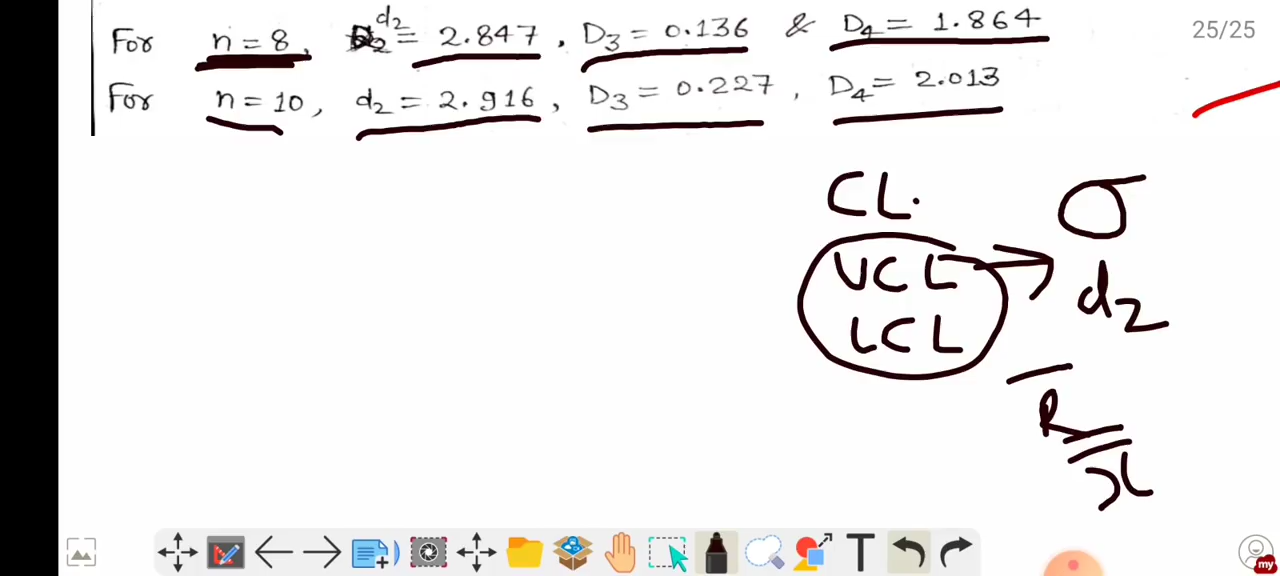 For n = 8, d2 = 2.847, D3 = 0.136 & D4 = 1.864
25/25
For n = 10, d2 = 2.916, D3 = 0.227, D4 = 2.013
CL.
UCL
LCL
σ
d2
R̄
x̿
T
my